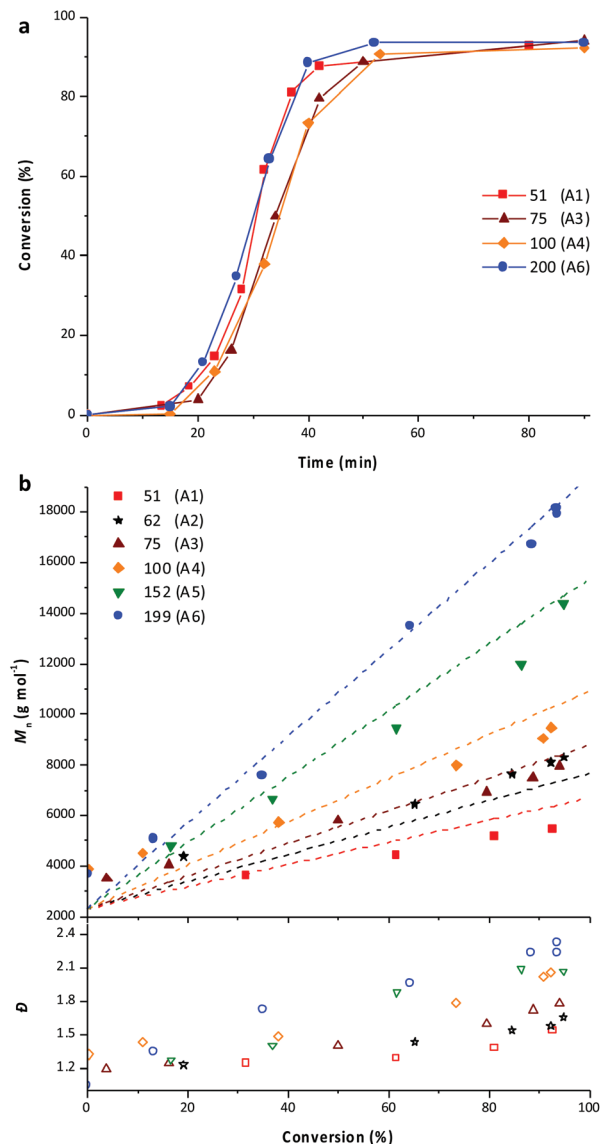 a
100
80
60
40
20
0
Conversion (%)
51 (A1)
75 (A3)
100 (A4)
200 (A6)
0 20 40 60 80
Time (min)
b
51 (A1)
62 (A2)
75 (A3)
100 (A4)
152 (A5)
199 (A6)
18000
16000
14000
12000
10000
8000
6000
4000
2000
Mn (g mol-1)
2.4
2.1
1.8
1.5
1.2
Đ
0 20 40 60 80 100
Conversion (%)